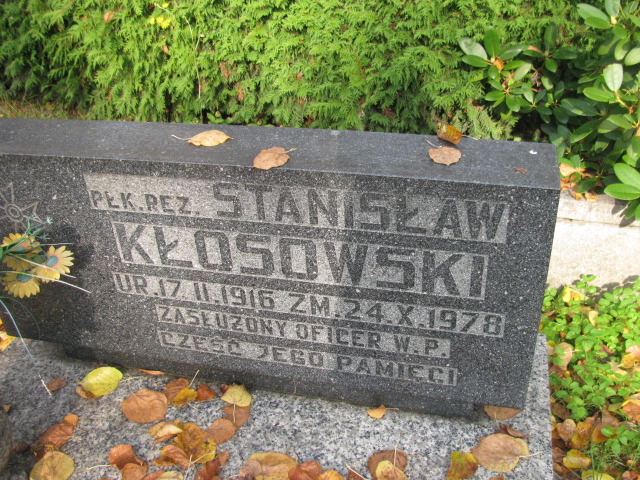 PŁK. REZ. STANISŁAW
KŁOSOWSKI
UR. 17.II.1916 ZM. 24.X.1978
ZASŁUŻONY OFICER W.P.
CZEŚĆ JEGO PAMIĘCI